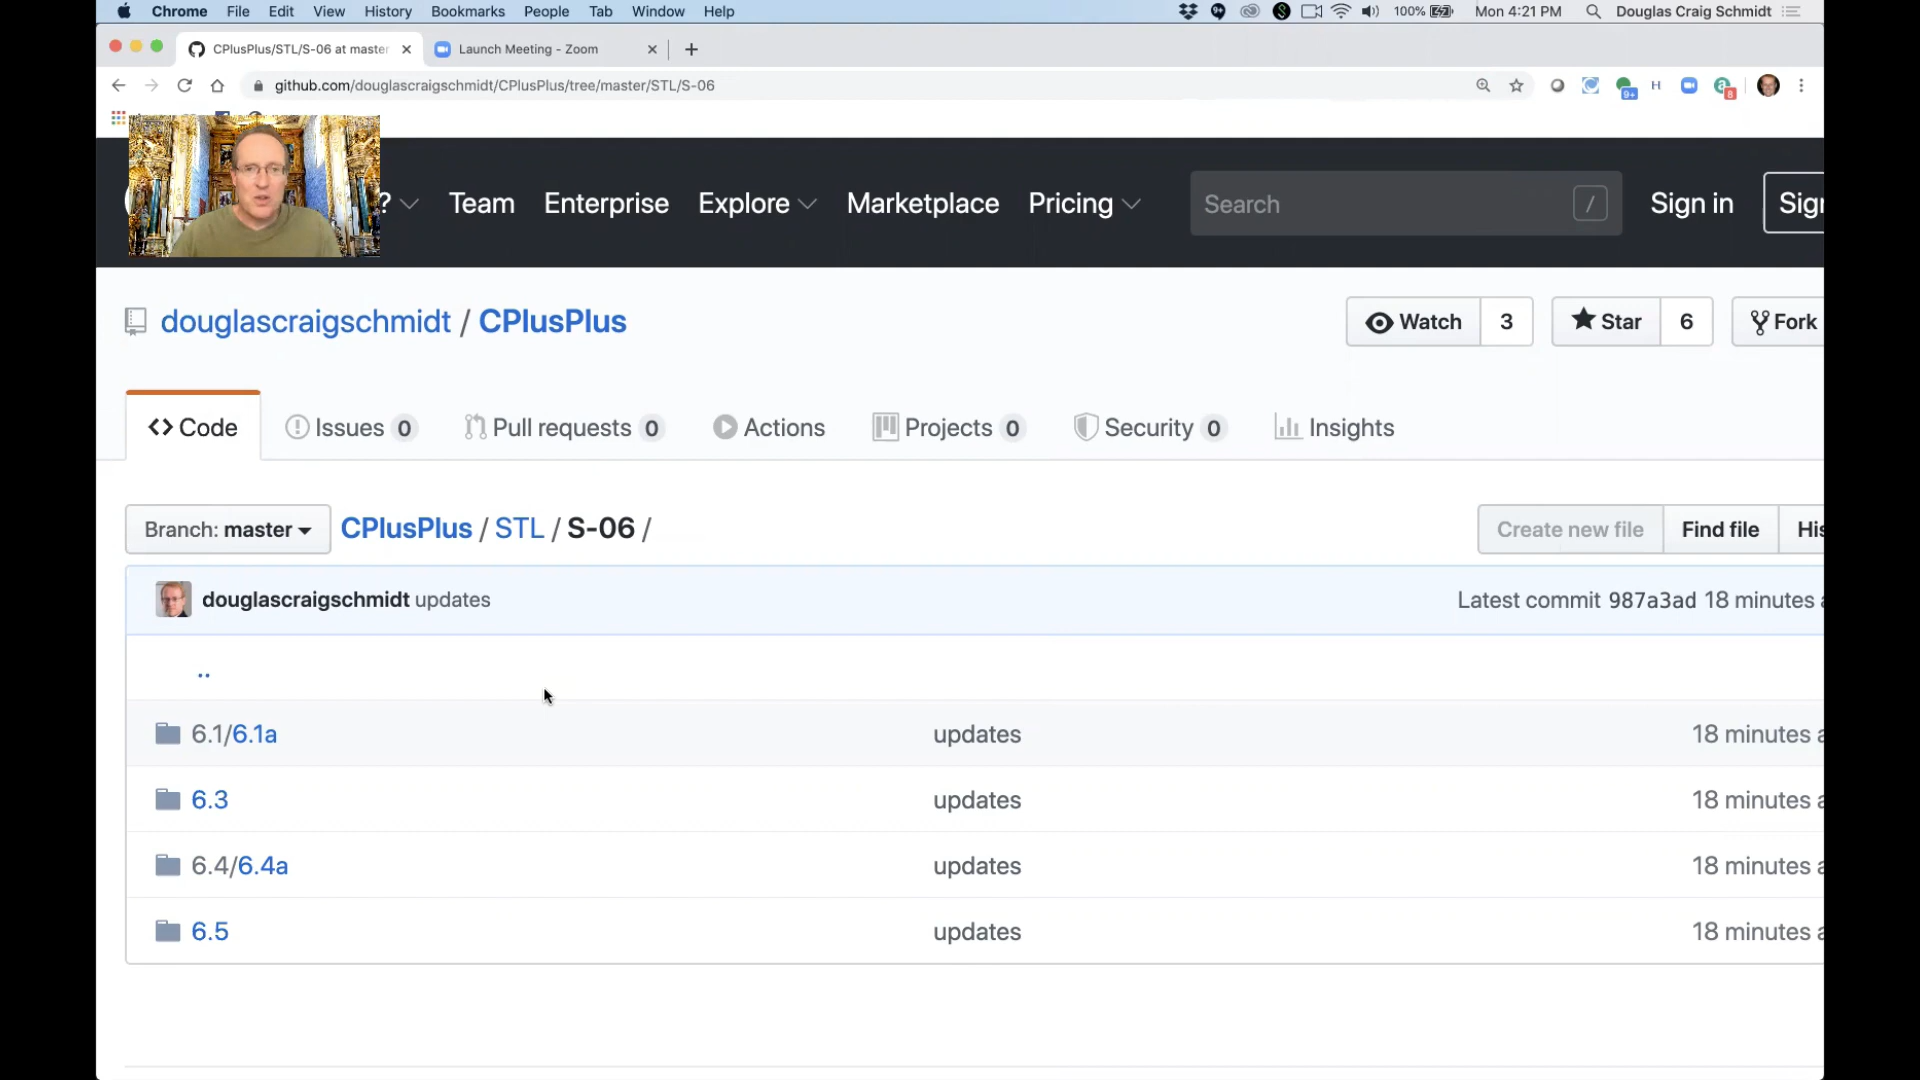 Chrome File Edit View History Bookmarks People Tab Window Help 100% Mon 4:21 PM Douglas Craig Schmidt
CPlusPlus/STL/S-06 at master Launch Meeting - Zoom
github.com/douglascraigschmidt/CPlusPlus/tree/master/STL/S-06 9+ H 8
? Team Enterprise Explore Marketplace Pricing Search / Sign in Sig
douglascraigschmidt / CPlusPlus Watch 3 Star 6 Fork
Code Issues 0 Pull requests 0 Actions Projects 0 Security 0 Insights
Branch: master CPlusPlus / STL / S-06 / Create new file Find file His
douglascraigschmidt updates Latest commit 987a3ad 18 minutes a
..
6.1/6.1a updates 18 minutes a
6.3 updates 18 minutes a
6.4/6.4a updates 18 minutes a
6.5 updates 18 minutes a